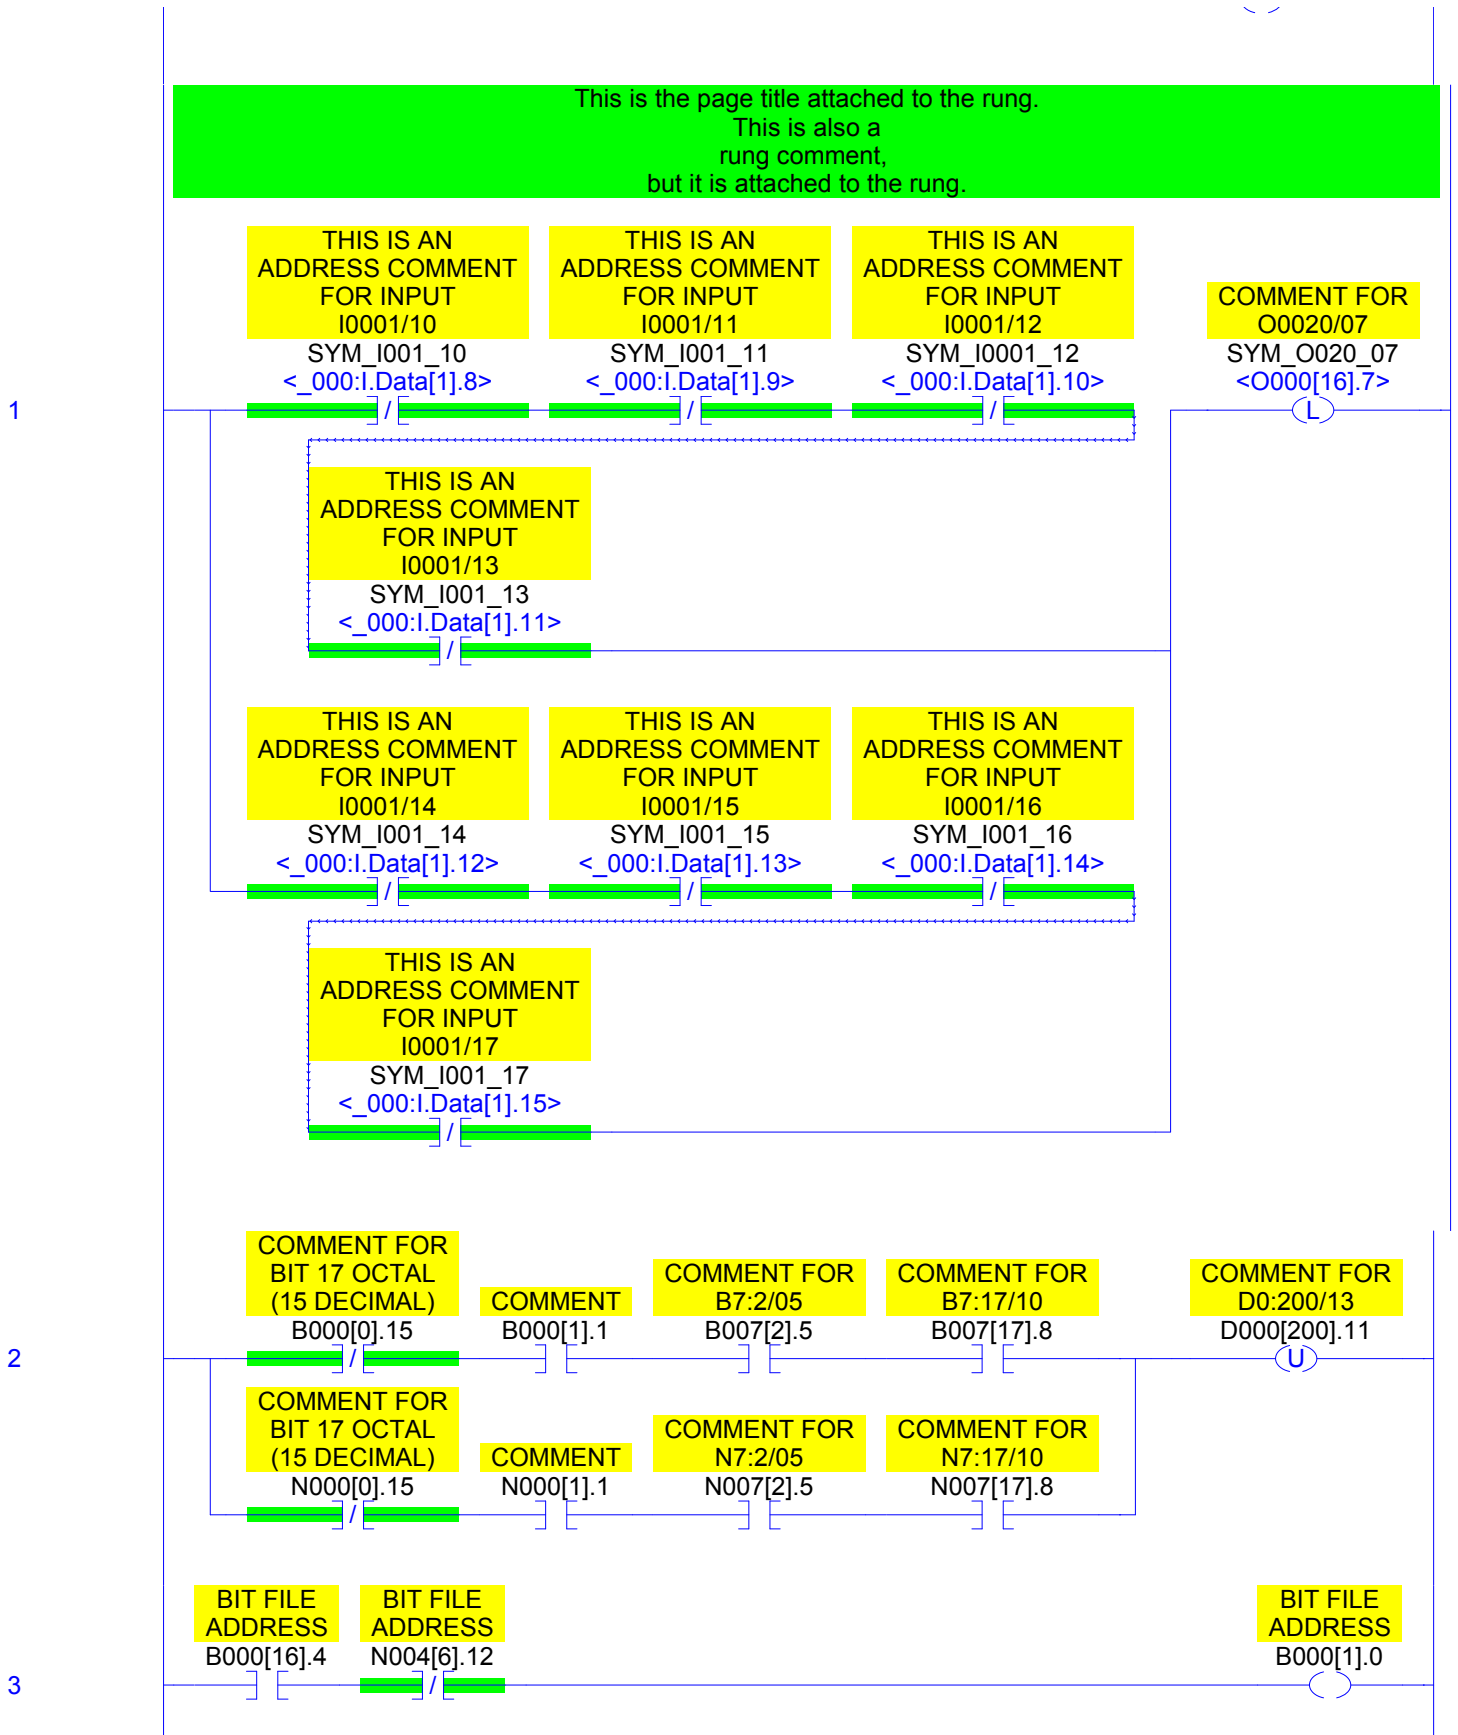 This is the page title attached to the rung.
This is also a
rung comment,
but it is attached to the rung.
THIS IS AN
ADDRESS COMMENT
FOR INPUT
I0001/10
SYM_I001_10
<_000:I.Data[1].8>
THIS IS AN
ADDRESS COMMENT
FOR INPUT
I0001/11
SYM_I001_11
<_000:I.Data[1].9>
THIS IS AN
ADDRESS COMMENT
FOR INPUT
I0001/12
SYM_I0001_12
<_000:I.Data[1].10>
COMMENT FOR
O0020/07
SYM_O020_07
<O000[16].7>
1
/
/
/
L
THIS IS AN
ADDRESS COMMENT
FOR INPUT
I0001/13
SYM_I001_13
<_000:I.Data[1].11>
/
THIS IS AN
ADDRESS COMMENT
FOR INPUT
I0001/14
SYM_I001_14
<_000:I.Data[1].12>
THIS IS AN
ADDRESS COMMENT
FOR INPUT
I0001/15
SYM_I001_15
<_000:I.Data[1].13>
THIS IS AN
ADDRESS COMMENT
FOR INPUT
I0001/16
SYM_I001_16
<_000:I.Data[1].14>
/
/
/
THIS IS AN
ADDRESS COMMENT
FOR INPUT
I0001/17
SYM_I001_17
<_000:I.Data[1].15>
/
COMMENT FOR
BIT 17 OCTAL
(15 DECIMAL)
B000[0].15
COMMENT
B000[1].1
COMMENT FOR
B7:2/05
B007[2].5
COMMENT FOR
B7:17/10
B007[17].8
COMMENT FOR
D0:200/13
D000[200].11
2
/
U
COMMENT FOR
BIT 17 OCTAL
(15 DECIMAL)
N000[0].15
COMMENT
N000[1].1
COMMENT FOR
N7:2/05
N007[2].5
COMMENT FOR
N7:17/10
N007[17].8
/
BIT FILE
ADDRESS
B000[16].4
BIT FILE
ADDRESS
N004[6].12
BIT FILE
ADDRESS
B000[1].0
3
/